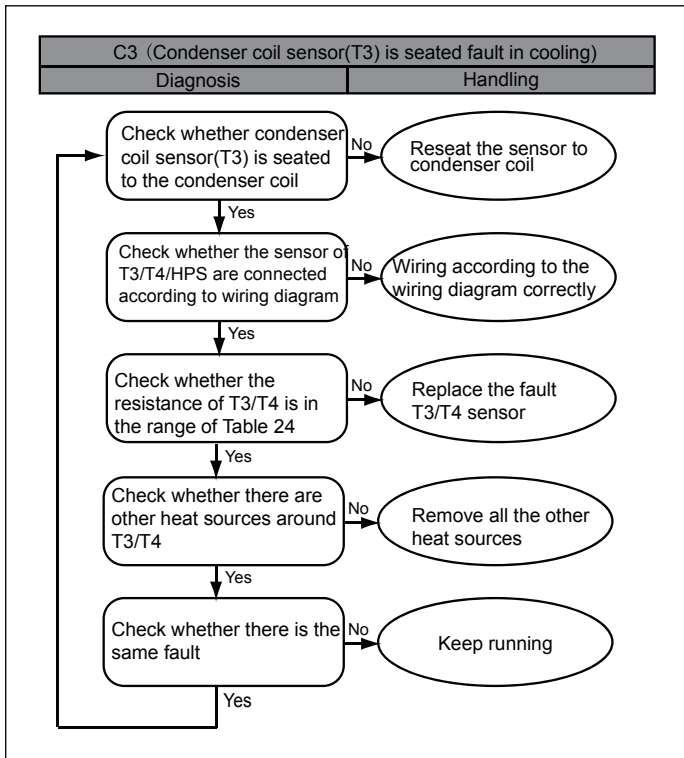 C3（Condenser coil sensor(T3) is seated fault in cooling)
Diagnosis
Handling
Check whether condenser
coil sensor(T3) is seated
to the condenser coil
No
Reseat the sensor to
condenser coil
Yes
Check whether the sensor of
T3/T4/HPS are connected
according to wiring diagram
No
Wiring according to the
wiring diagram correctly
Yes
Check whether the
resistance of T3/T4 is in
the range of Table 24
No
Replace the fault
T3/T4 sensor
Yes
Check whether there are
other heat sources around
T3/T4
No
Remove all the other
heat sources
Yes
Check whether there is the
same fault
No
Keep running
Yes